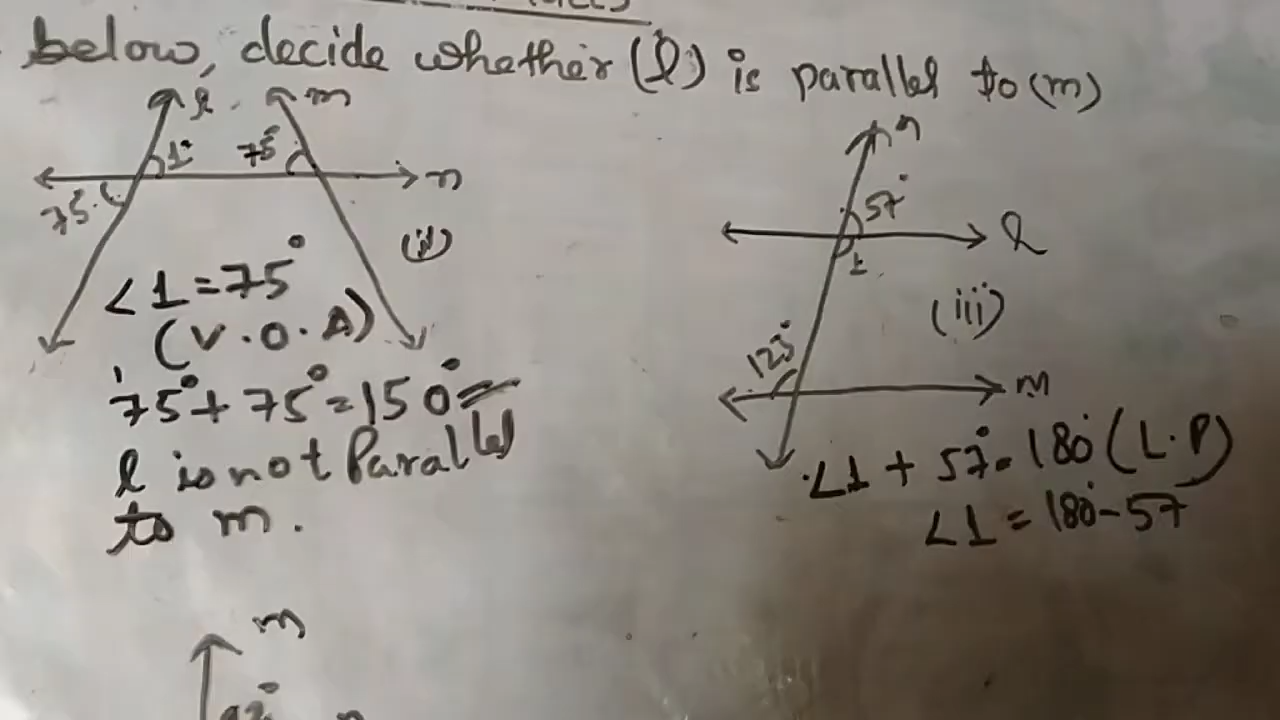 below, decide whether (l) is parallel to (m)
l
m
1
75°
n
75°
(ii)
∠1 = 75°
(V.O.A)
75° + 75° = 150°
l is not Parallel
to m.
n
57°
l
1
(iii)
123°
m
∠1 + 57° = 180° (L.P)
∠1 = 180° - 57
m